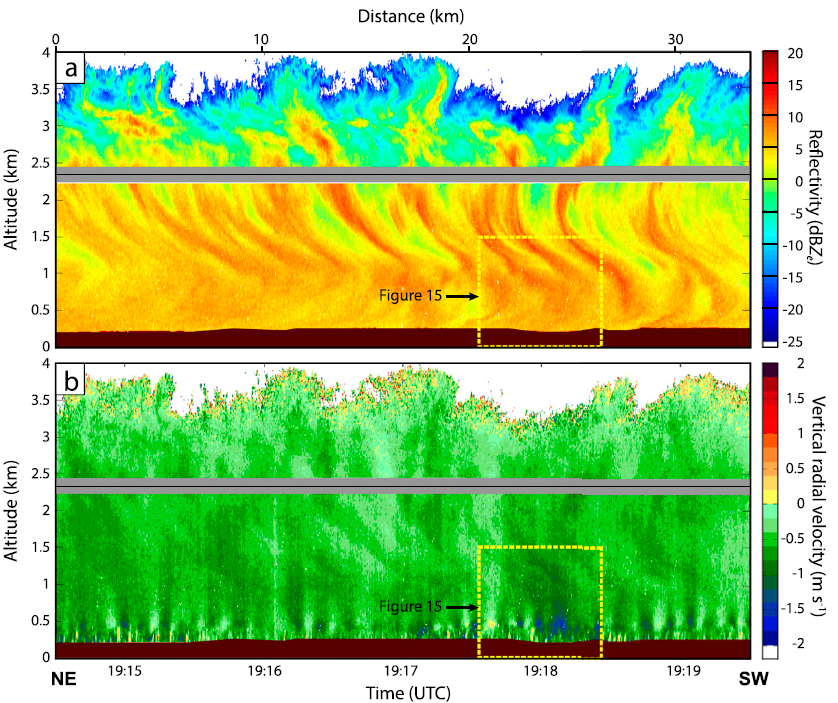 Distance (km)
0 10 20 30
a
4
3.5
3
2.5
2
1.5
1
0.5
0
Altitude (km)
Figure 15
20
15
10
5
0
-5
-10
-15
-20
-25
Reflectivity (dBZe)
b
4
3.5
3
2.5
2
1.5
1
0.5
0
Altitude (km)
Figure 15
2
1.5
1
0.5
0
-0.5
-1
-1.5
-2
Vertical radial velocity (m s-1)
19:15 19:16 19:17 19:18 19:19
NE SW
Time (UTC)